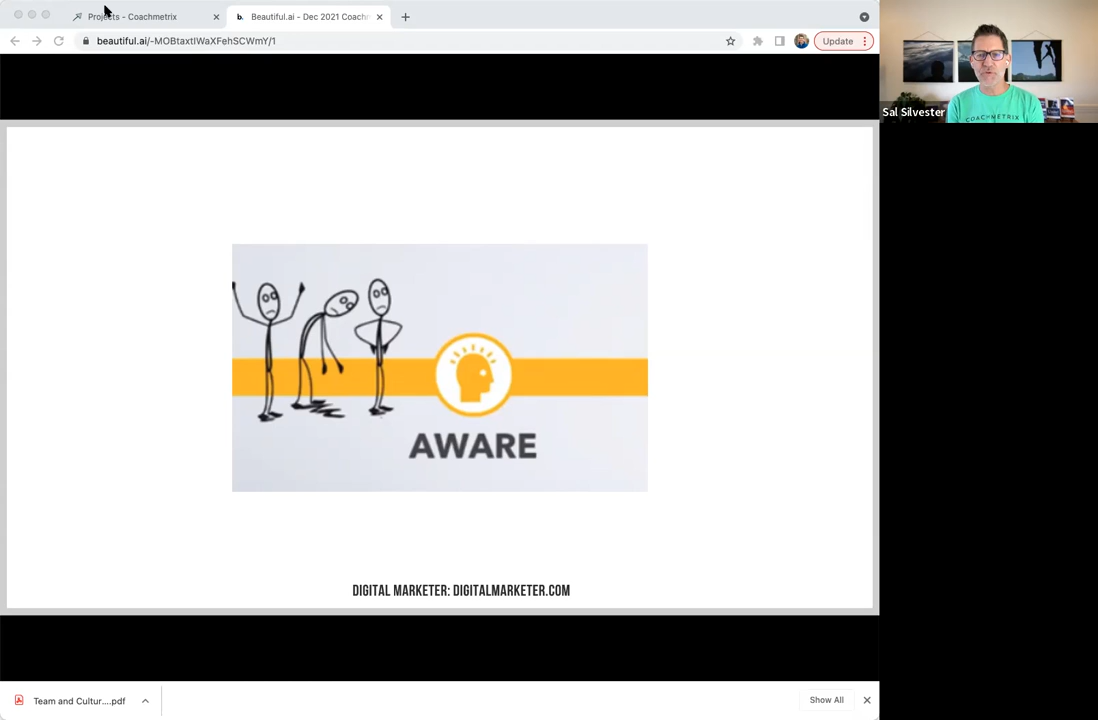 Projects - Coachmetrix
b. Beautiful.ai - Dec 2021 Coachm
beautiful.ai/-MOBtaxtIWaXFehSCWmY/1
Update
Sal Silvester
COACHMETRIX
AWARE
DIGITAL MARKETER: DIGITALMARKETER.COM
Team and Cultur....pdf
Show All